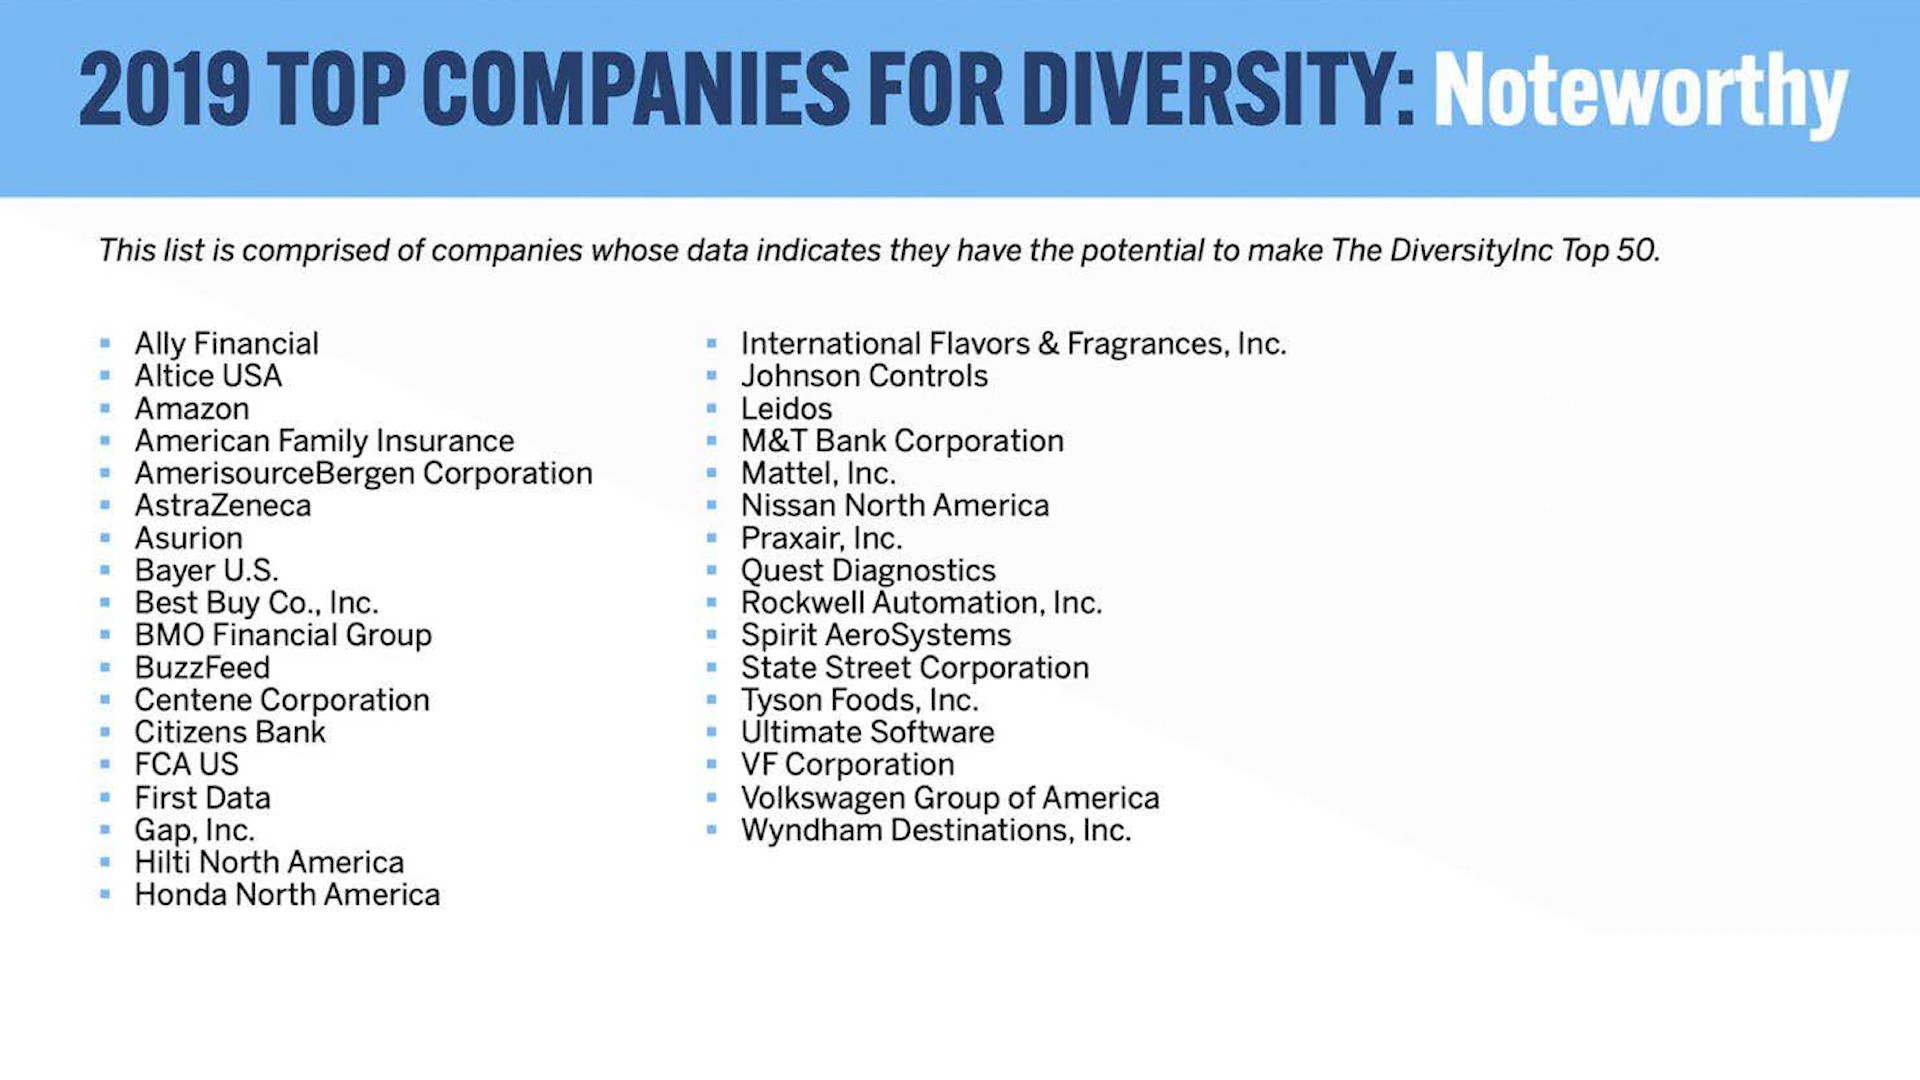 2019 TOP COMPANIES FOR DIVERSITY: Noteworthy
This list is comprised of companies whose data indicates they have the potential to make The DiversityInc Top 50.
Ally Financial
Altice USA
Amazon
American Family Insurance
AmerisourceBergen Corporation
AstraZeneca
Asurion
Bayer U.S.
Best Buy Co., Inc.
BMO Financial Group
BuzzFeed
Centene Corporation
Citizens Bank
FCA US
First Data
Gap, Inc.
Hilti North America
Honda North America
International Flavors & Fragrances, Inc.
Johnson Controls
Leidos
M&T Bank Corporation
Mattel, Inc.
Nissan North America
Praxair, Inc.
Quest Diagnostics
Rockwell Automation, Inc.
Spirit AeroSystems
State Street Corporation
Tyson Foods, Inc.
Ultimate Software
VF Corporation
Volkswagen Group of America
Wyndham Destinations, Inc.